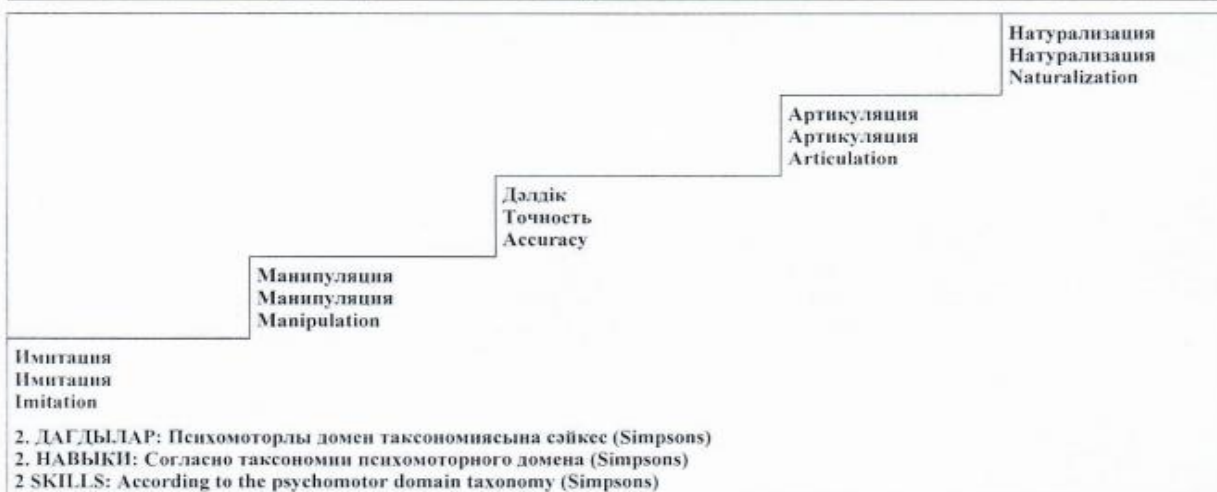 Натурализация
Натурализация
Naturalization
Артикуляция
Артикуляция
Articulation
Дәлдік
Точность
Accuracy
Манипуляция
Манипуляция
Manipulation
Имитация
Имитация
Imitation
2. ДАГДЫЛАР: Психомоторлы домен таксономиясына сәйкес (Simpsons)
2. НАВЫКИ: Согласно таксономии психомоторного домена (Simpsons)
2 SKILLS: According to the psychomotor domain taxonomy (Simpsons)